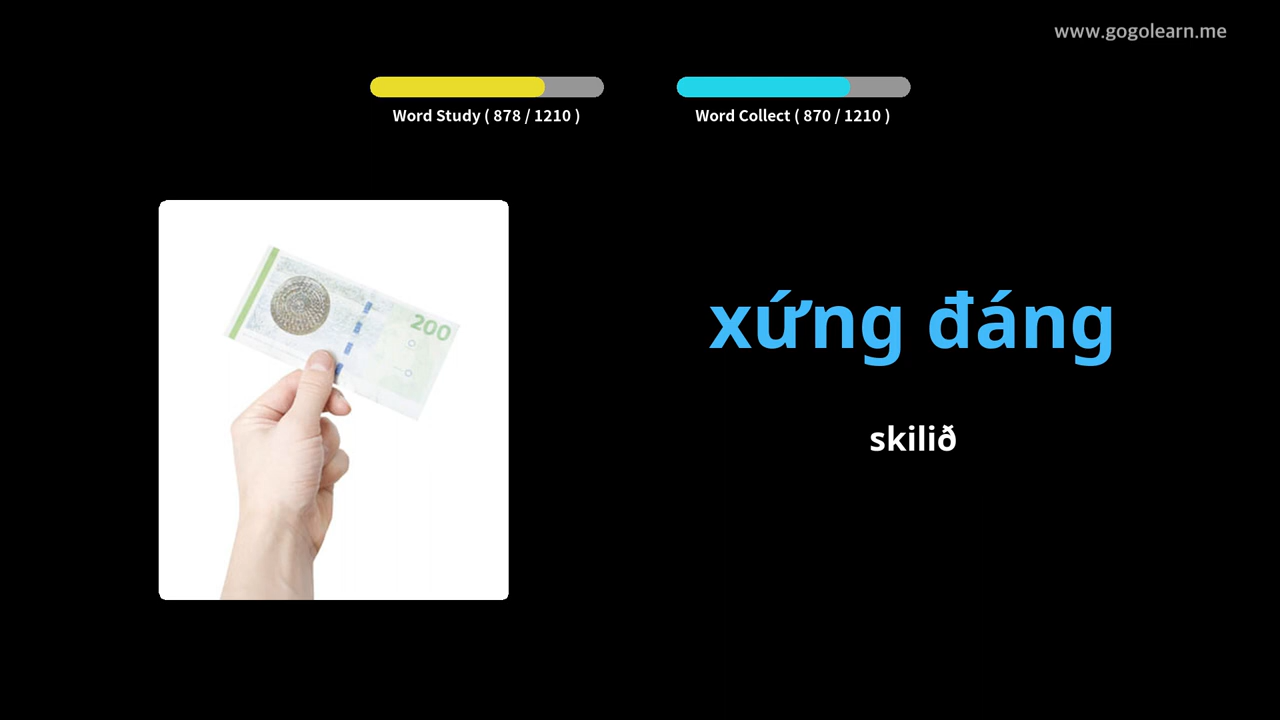 www.gogolearn.me
Word Study ( 878 / 1210 )
Word Collect ( 870 / 1210 )
200
xứng đáng
skilið